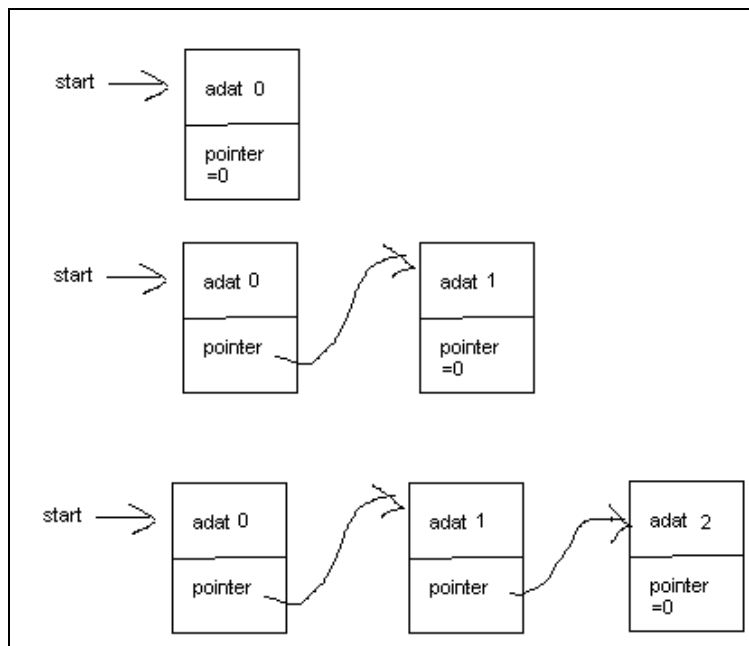 start
adat 0
pointer
=0
start
adat 0
adat 1
pointer
pointer
=0
start
adat 0
adat 1
adat 2
pointer
pointer
pointer
=0